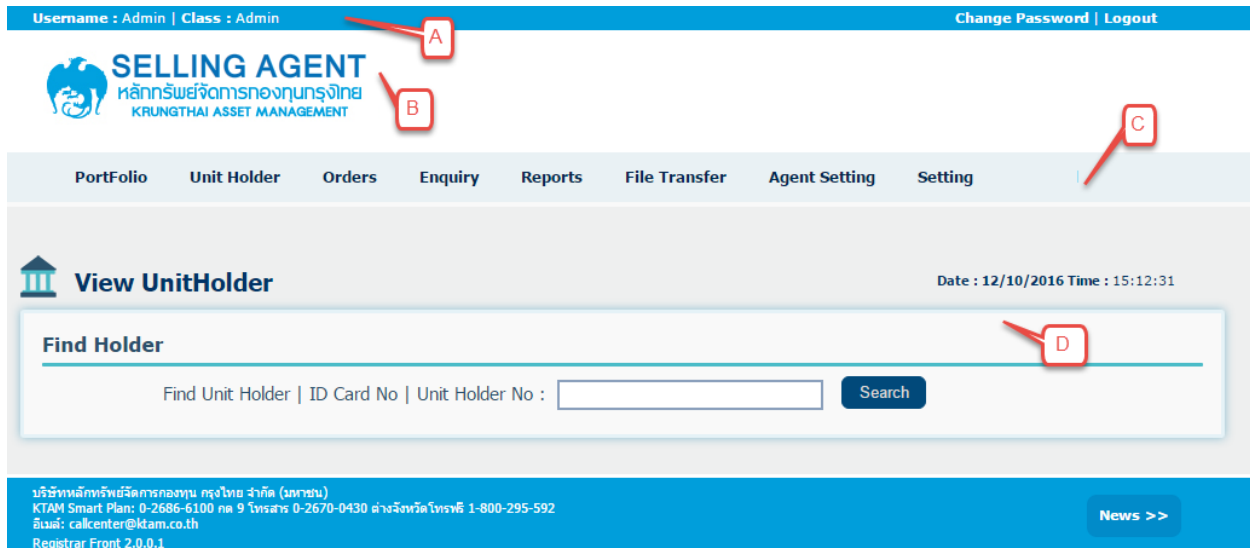 Username : Admin | Class : Admin
Change Password | Logout
A
SELLING AGENT
หลักทรัพย์จัดการกองทุนกรุงไทย
KRUNGTHAI ASSET MANAGEMENT
B
C
PortFolio Unit Holder Orders Enquiry Reports File Transfer Agent Setting Setting
View UnitHolder
Date : 12/10/2016 Time : 15:12:31
Find Holder
D
Find Unit Holder | ID Card No | Unit Holder No :
Search
บริษัทหลักทรัพย์จัดการกองทุน กรุงไทย จำกัด (มหาชน)
KTAM Smart Plan: 0-2686-6100 กด 9 โทรสาร 0-2670-0430 ต่างจังหวัดโทรฟรี 1-800-295-592
อีเมล์: callcenter@ktam.co.th
Registrar Front 2.0.0.1
News >>